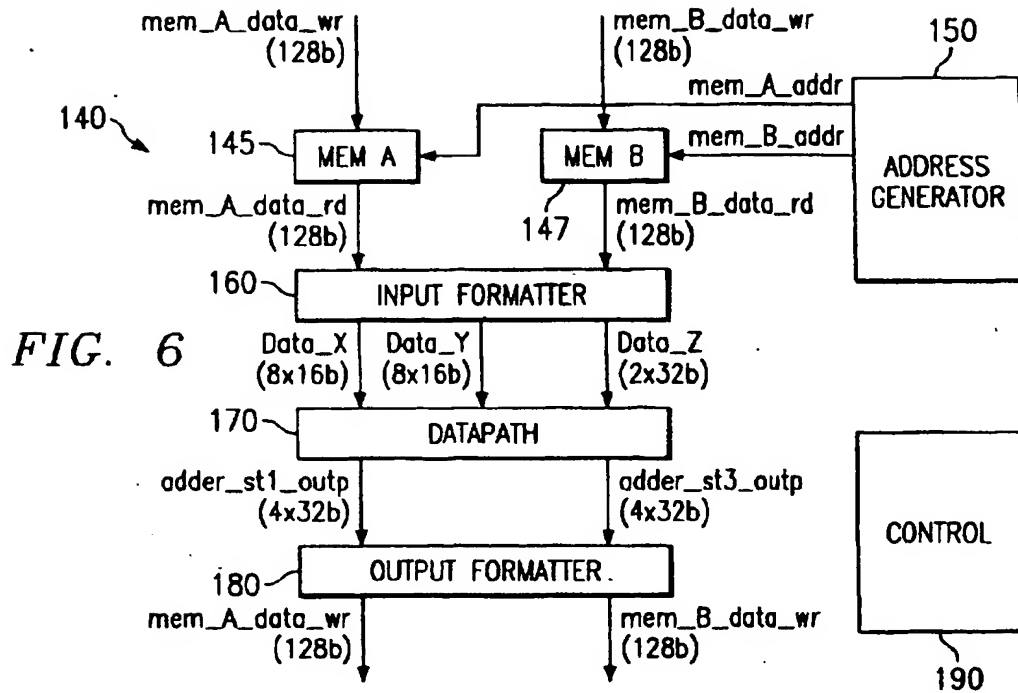 mem_A_data_wr
(128b)
mem_B_data_wr
(128b)
150
mem_A_addr
140
145
MEM A
MEM B
mem_B_addr
ADDRESS
GENERATOR
mem_A_data_rd
(128b)
147
mem_B_data_rd
(128b)
160
INPUT FORMATTER
FIG. 6
Data_X
(8x16b)
Data_Y
(8x16b)
Data_Z
(2x32b)
170
DATAPATH
adder_st1_outp
(4x32b)
adder_st3_outp
(4x32b)
CONTROL
180
OUTPUT FORMATTER
mem_A_data_wr
(128b)
mem_B_data_wr
(128b)
190